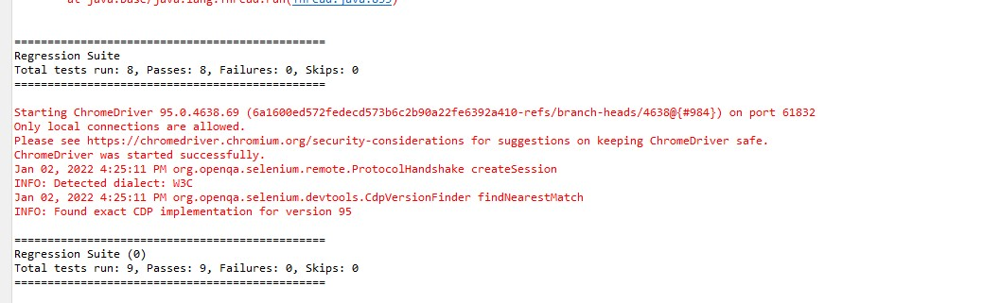 at java.base/java.lang.Thread.run(Thread.java:833)
===============================================
Regression Suite
Total tests run: 8, Passes: 8, Failures: 0, Skips: 0
===============================================
Starting ChromeDriver 95.0.4638.69 (6a1600ed572fedecd573b6c2b90a22fe6392a410-refs/branch-heads/4638@{#984}) on port 61832
Only local connections are allowed.
Please see https://chromedriver.chromium.org/security-considerations for suggestions on keeping ChromeDriver safe.
ChromeDriver was started successfully.
Jan 02, 2022 4:25:11 PM org.openqa.selenium.remote.ProtocolHandshake createSession
INFO: Detected dialect: W3C
Jan 02, 2022 4:25:11 PM org.openqa.selenium.devtools.CdpVersionFinder findNearestMatch
INFO: Found exact CDP implementation for version 95
===============================================
Regression Suite (0)
Total tests run: 9, Passes: 9, Failures: 0, Skips: 0
===============================================